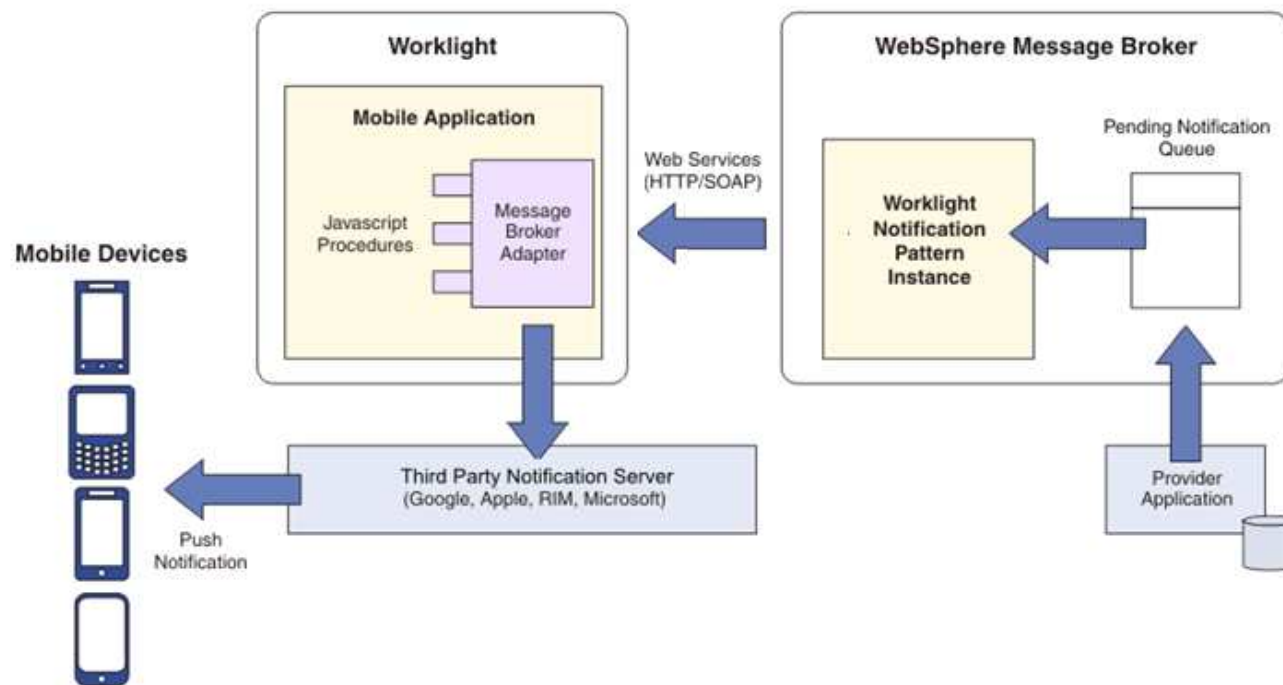 Worklight
Mobile Application
Javascript
Procedures
Message
Broker
Adapter
Web Services
(HTTP/SOAP)
WebSphere Message Broker
Pending Notification
Queue
Worklight
Notification
Pattern
Instance
Mobile Devices
Third Party Notification Server
(Google, Apple, RIM, Microsoft)
Push
Notification
Provider
Application